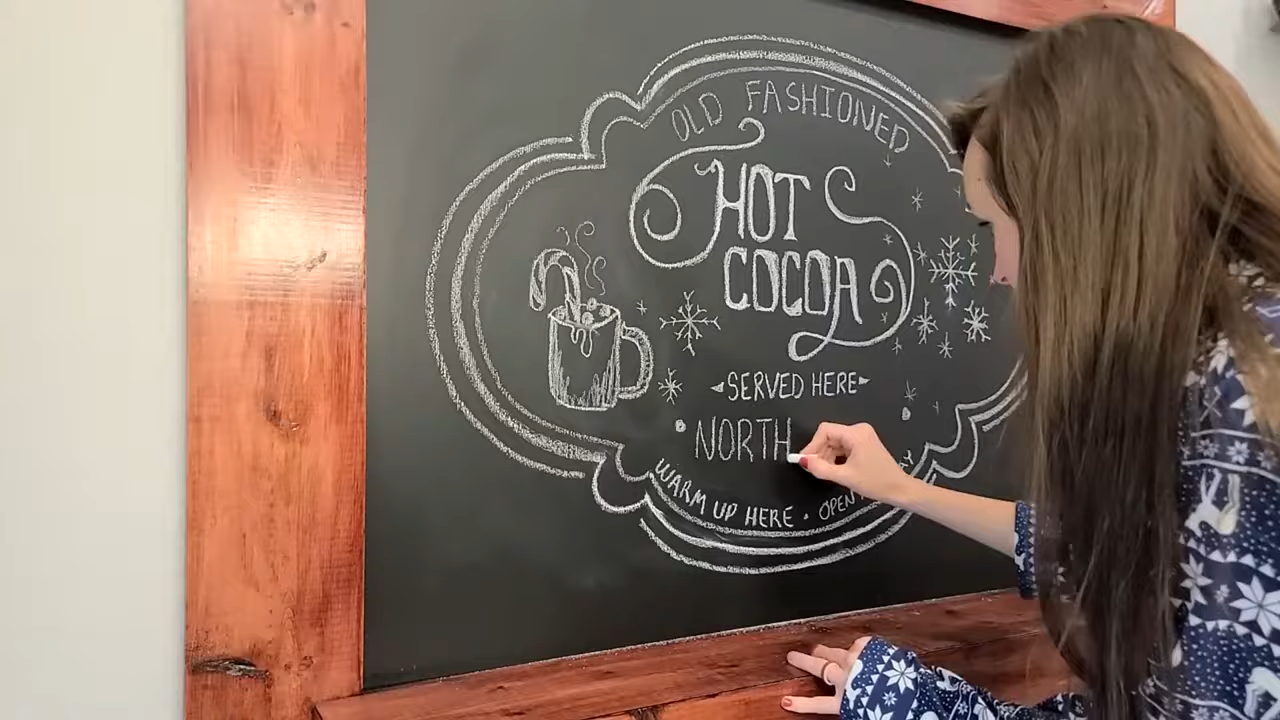 OLD FASHIONED
HOT
COCOA
SERVED HERE
NORTH
WARM UP HERE • OPEN